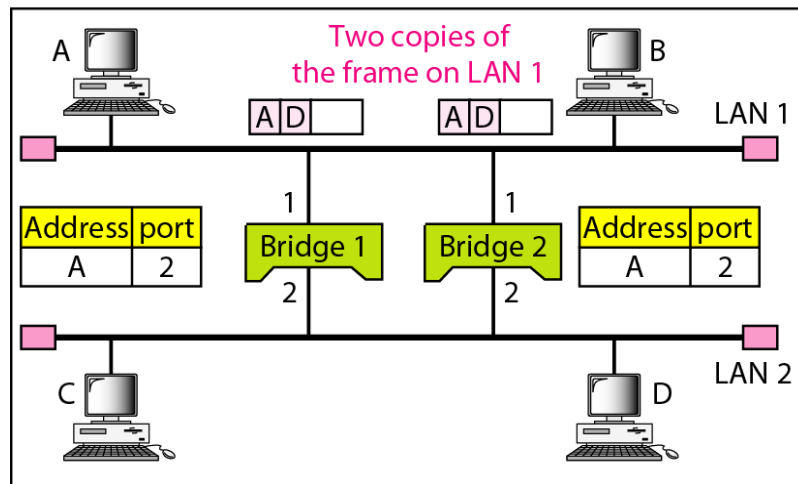 Two copies of
the frame on LAN 1
A
B
A D
A D
LAN 1
1
1
Address port
A 2
Bridge 1
Bridge 2
Address port
A 2
2
2
LAN 2
C
D